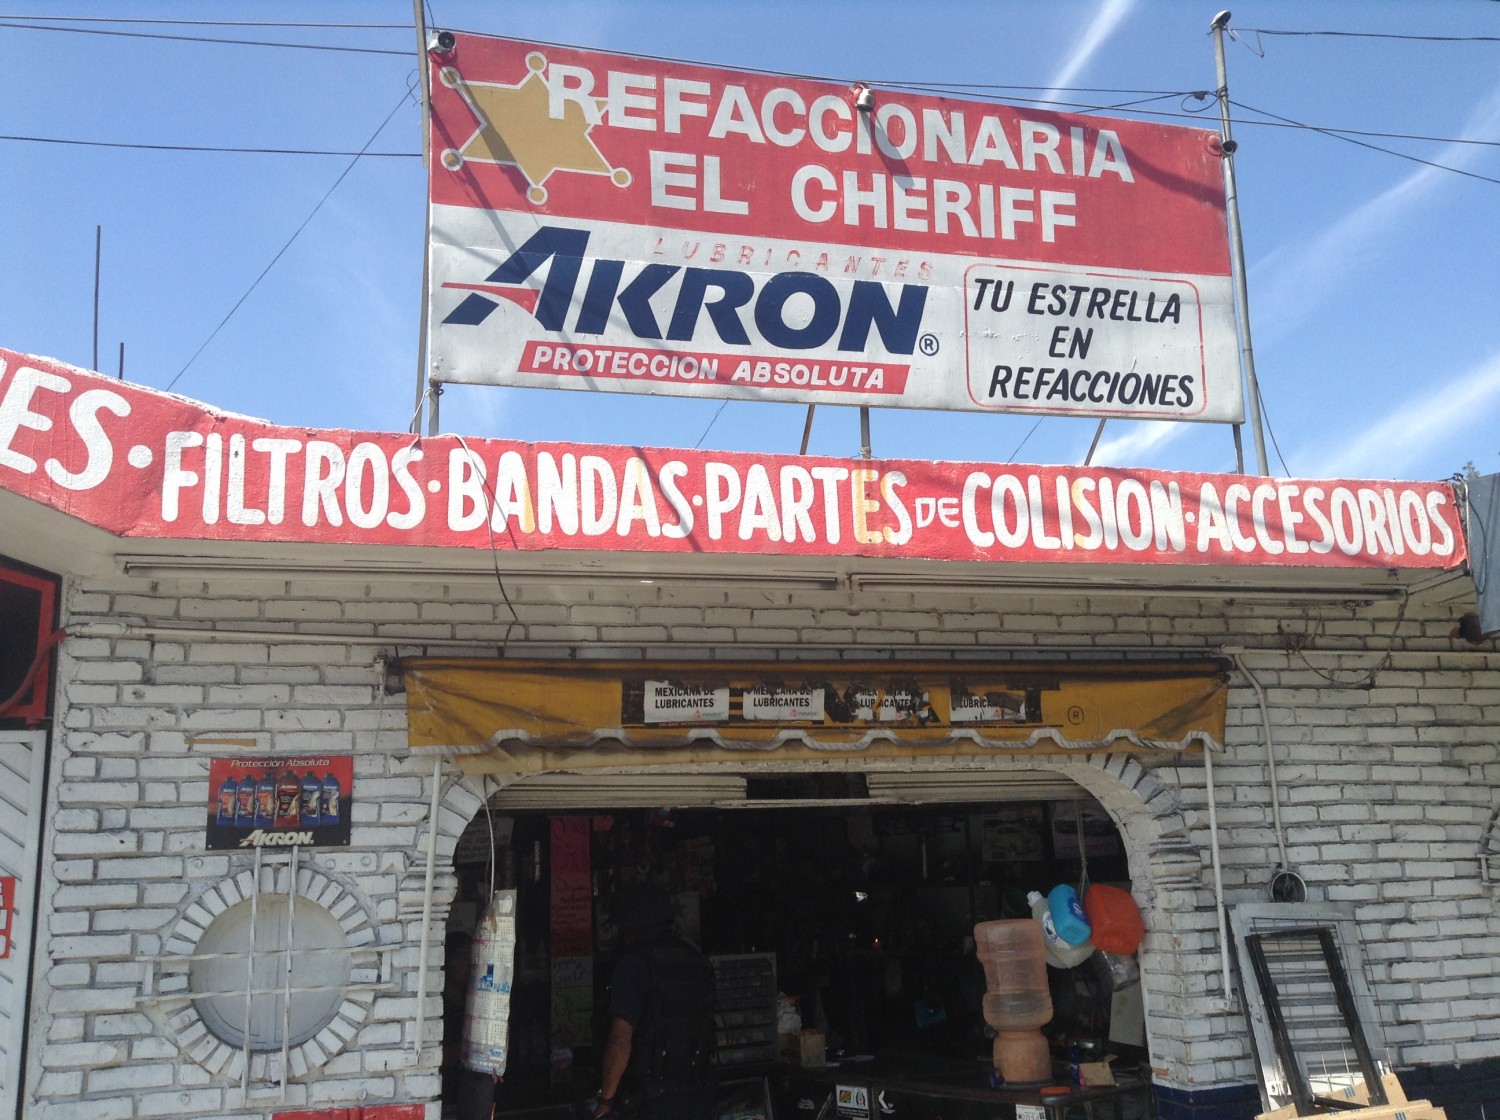 REFACCIONARIA
EL CHERIFF
LUBRICANTES
AKRON®
PROTECCION ABSOLUTA
TU ESTRELLA
EN
REFACCIONES
ES · FILTROS · BANDAS · PARTES DE COLISION · ACCESORIOS
MEXICANA DE
LUBRICANTES
MEXICANA DE
LUBRICANTES
®
Protección Absoluta
AKRON.